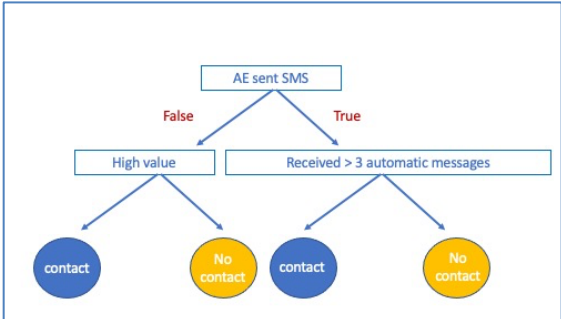 AE sent SMS
False
True
High value
Received > 3 automatic messages
contact
No
contact
contact
No
contact